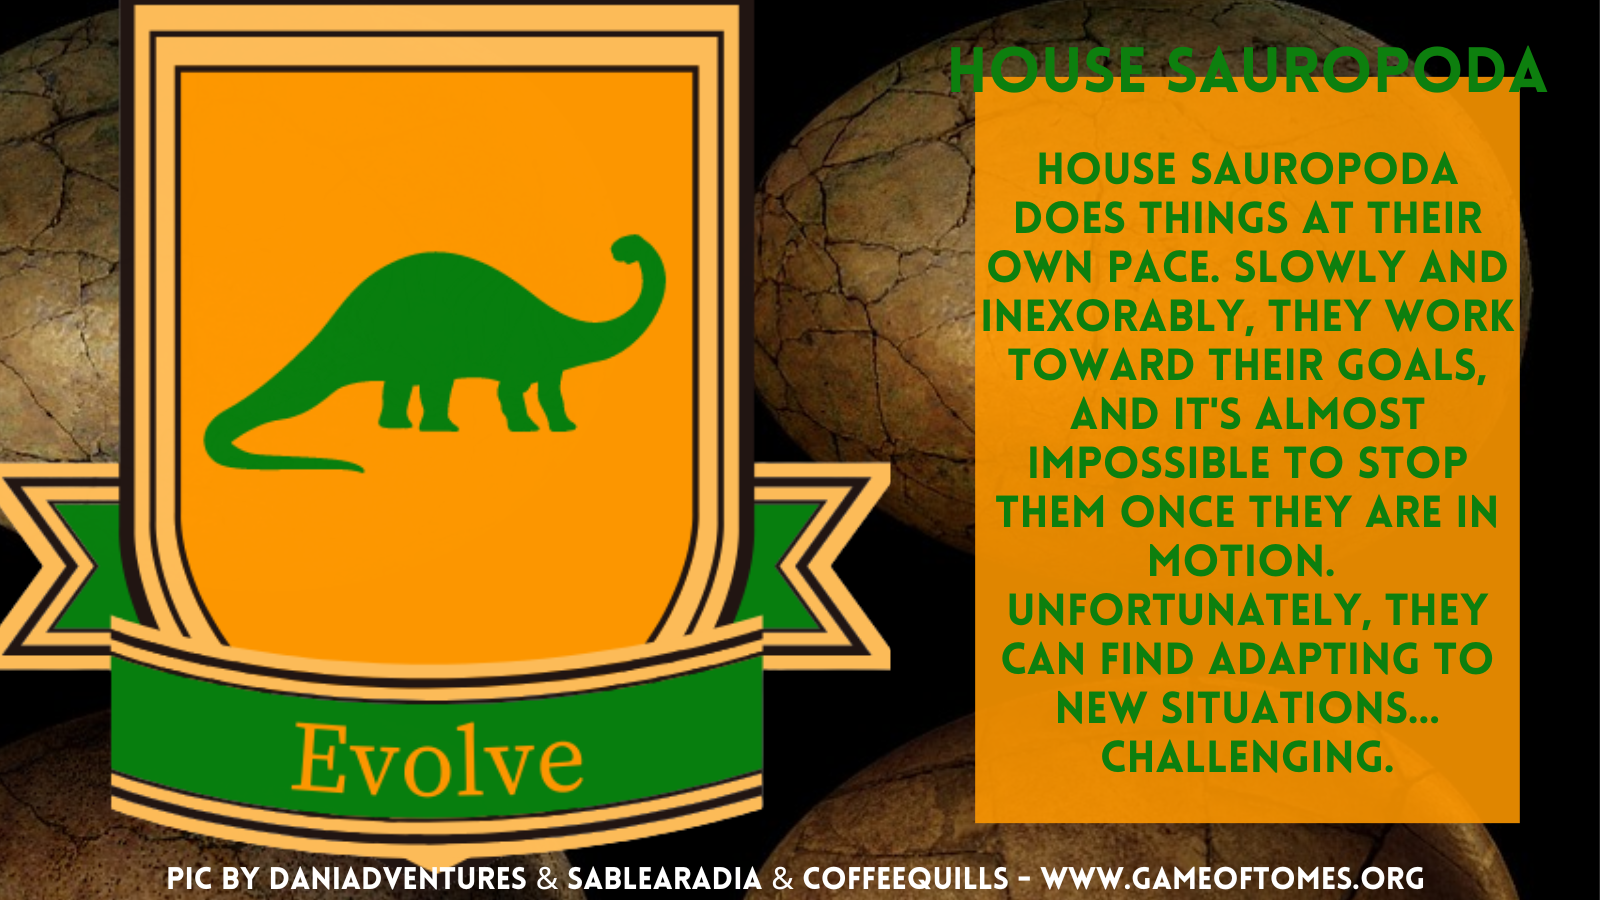 HOUSE SAUROPODA
HOUSE SAUROPODA
DOES THINGS AT THEIR
OWN PACE. SLOWLY AND
INEXORABLY, THEY WORK
TOWARD THEIR GOALS,
AND IT'S ALMOST
IMPOSSIBLE TO STOP
THEM ONCE THEY ARE IN
MOTION.
UNFORTUNATELY, THEY
CAN FIND ADAPTING TO
NEW SITUATIONS...
CHALLENGING.
Evolve
PIC BY DANIADVENTURES & SABLEARADIA & COFFEEQUILLS - WWW.GAMEOFTOMES.ORG